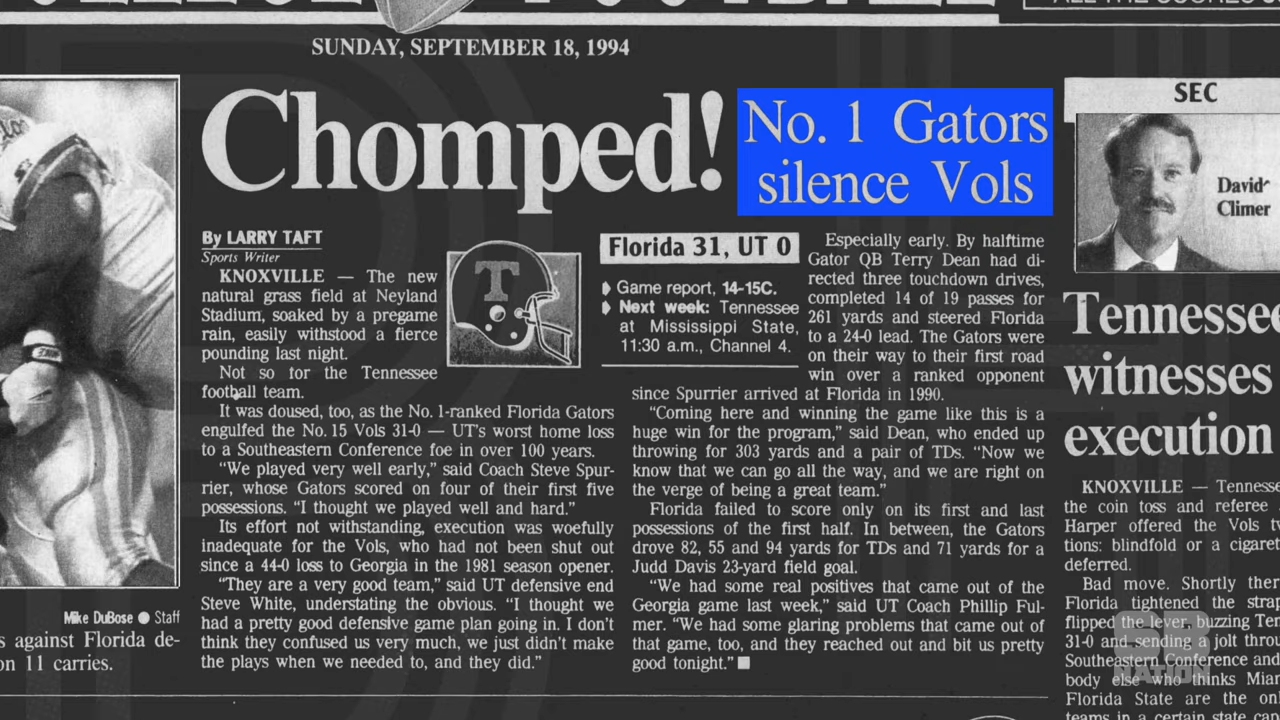 SUNDAY, SEPTEMBER 18, 1994
Chomped!
No. 1 Gators
silence Vols
By LARRY TAFT
Sports Writer
KNOXVILLE — The new
natural grass field at Neyland
Stadium, soaked by a pregame
rain, easily withstood a fierce
pounding last night.
Not so for the Tennessee
football team.
It was doused, too, as the No. 1-ranked Florida Gators
engulfed the No. 15 Vols 31-0 — UT's worst home loss
to a Southeastern Conference foe in over 100 years.
"We played very well early," said Coach Steve Spur-
rier, whose Gators scored on four of their first five
possessions. "I thought we played well and hard."
Its effort not withstanding, execution was woefully
inadequate for the Vols, who had not been shut out
since a 44-0 loss to Georgia in the 1981 season opener.
"They are a very good team," said UT defensive end
Steve White, understating the obvious. "I thought we
had a pretty good defensive game plan going in. I don't
think they confused us very much, we just didn't make
the plays when we needed to, and they did."
T
Florida 31, UT 0
Game report, 14-15C.
Next week: Tennessee
at Mississippi State,
11:30 a.m., Channel 4.
Especially early. By halftime
Gator QB Terry Dean had di-
rected three touchdown drives,
completed 14 of 19 passes for
261 yards and steered Florida
to a 24-0 lead. The Gators were
on their way to their first road
win over a ranked opponent
since Spurrier arrived at Florida in 1990.
"Coming here and winning the game like this is a
huge win for the program," said Dean, who ended up
throwing for 303 yards and a pair of TDs. "Now we
know that we can go all the way, and we are right on
the verge of being a great team."
Florida failed to score only on its first and last
possessions of the first half. In between, the Gators
drove 82, 55 and 94 yards for TDs and 71 yards for a
Judd Davis 23-yard field goal.
"We had some real positives that came out of the
Georgia game last week," said UT Coach Phillip Ful-
mer. "We had some glaring problems that came out of
that game, too, and they reached out and bit us pretty
good tonight."
Mike DuBose ● Staff
s against Florida de-
on 11 carries.
SEC
David
Climer
Tennessee
witnesses
execution
KNOXVILLE — Tennesse
the coin toss and referee
Harper offered the Vols t
tions: blindfold or a cigaret
deferred.
Bad move. Shortly ther
Florida tightened the stra
flipped the lever, buzzing Ten
31-0 and sending a jolt throu
Southeastern Conference and
body else who thinks Miam
Florida State are the on
teams in a certain state
SB
NATION